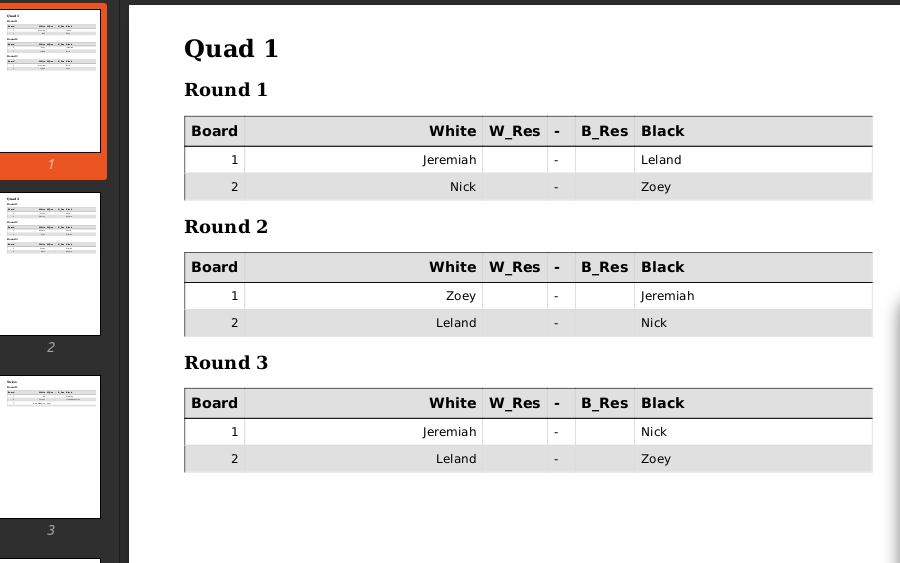 Quad 1
Round 1
Board White W_Res - B_Res Black
1 Jeremiah - Leland
2 Nick - Zoey
Round 2
Board White W_Res - B_Res Black
1 Zoey - Jeremiah
2 Leland - Nick
Round 3
Board White W_Res - B_Res Black
1 Jeremiah - Nick
2 Leland - Zoey
1
2
3